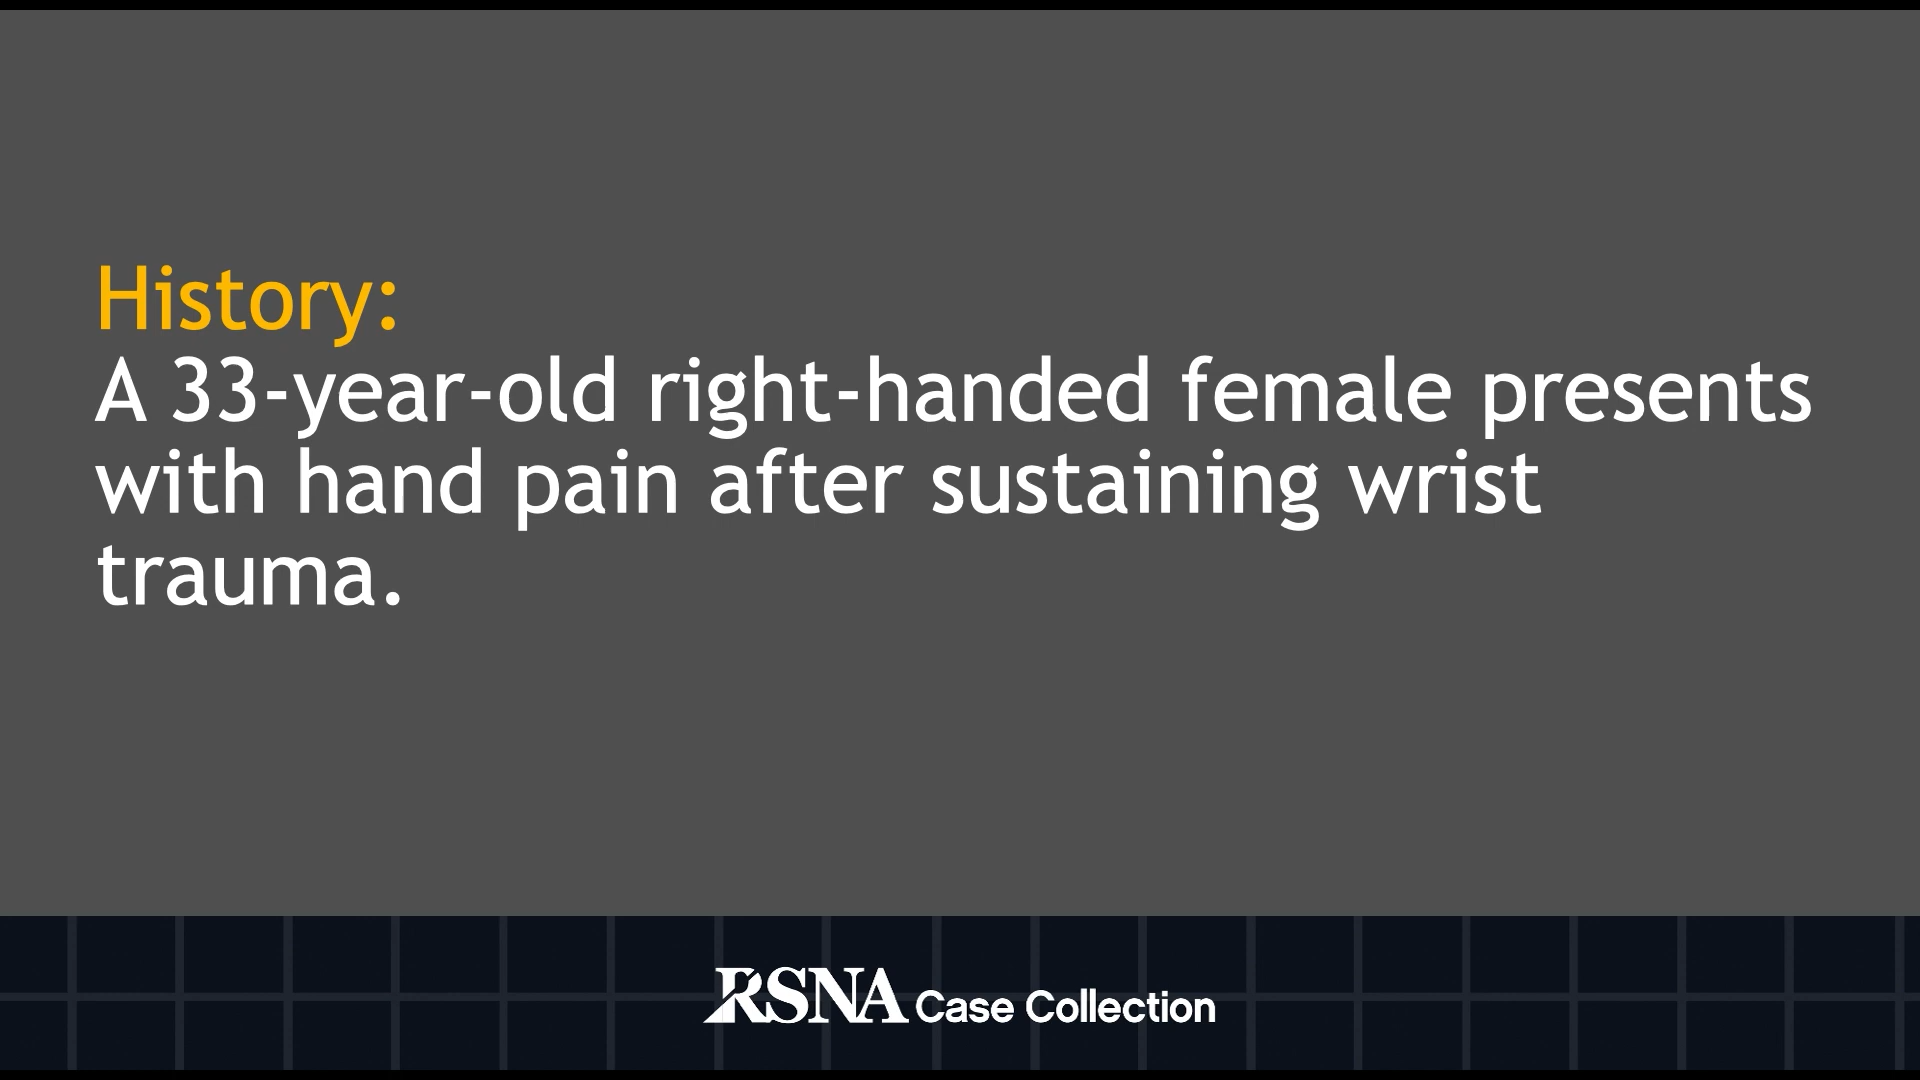 History:
A 33-year-old right-handed female presents
with hand pain after sustaining wrist
trauma.
RSNA Case Collection